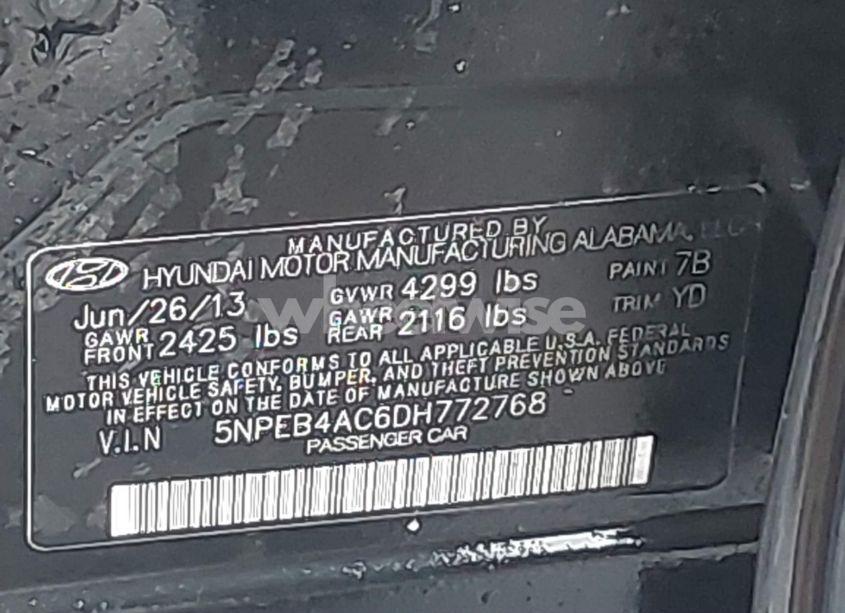 MANUFACTURED BY
HYUNDAI MOTOR MANUFACTURING ALABAMA, LLC
Jun/26/13 GVWR 4299 lbs PAINT 7B
GAWR FRONT 2425 lbs GAWR REAR 2116 lbs TRIM YD
THIS VEHICLE CONFORMS TO ALL APPLICABLE U.S.A. FEDERAL
MOTOR VEHICLE SAFETY, BUMPER, AND THEFT PREVENTION STANDARDS
IN EFFECT ON THE DATE OF MANUFACTURE SHOWN ABOVE
V.I.N 5NPEB4AC6DH772768
PASSENGER CAR